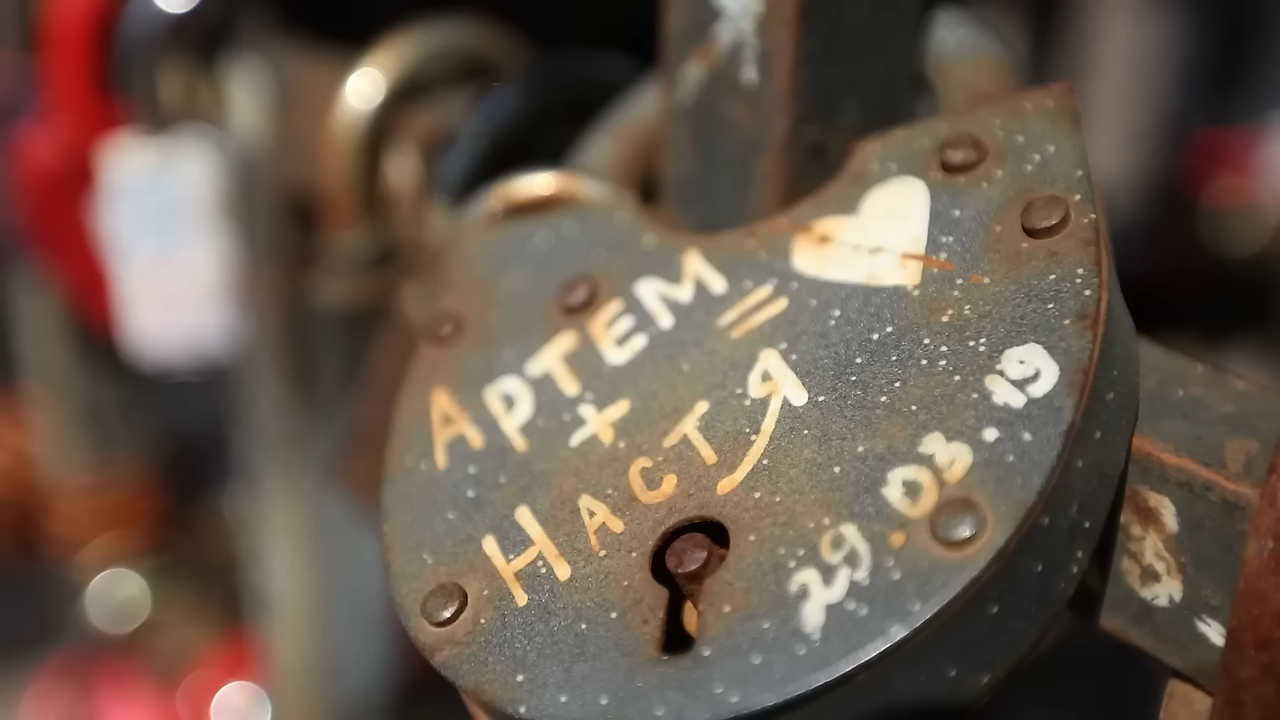 АРТЕМ
+
НАСТЯ
=
29.03.19